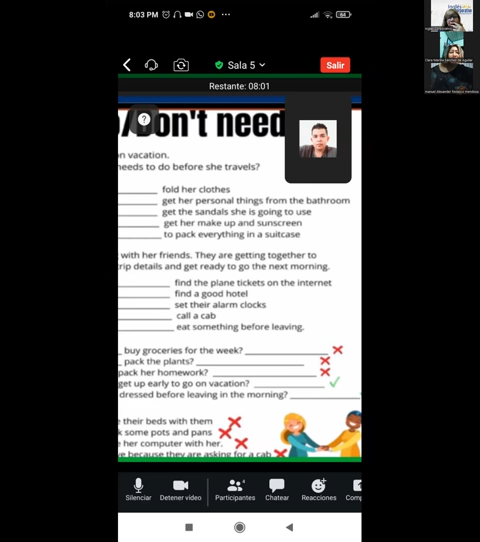 8:03 PM
64
Sala 5
Salir
Restante: 08:01
/Don't need
on vacation.
needs to do before she travels?
fold her clothes
get her personal things from the bathroom
get the sandals she is going to use
get her make up and sunscreen
to pack everything in a suitcase
with her friends. They are getting together to
trip details and get ready to go the next morning.
find the plane tickets on the internet
find a good hotel
set their alarm clocks
call a cab
eat something before leaving.
buy groceries for the week?
pack the plants?
pack her homework?
get up early to go on vacation?
dressed before leaving in the morning?
e their beds with them
k some pots and pans
e her computer with her.
ve because they are asking for a cab
Silenciar
Detener video
4
Participantes
Chatear
Reacciones
Comp